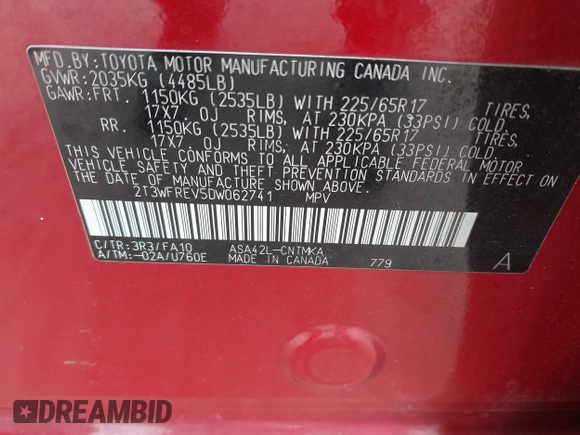 MFD. BY: TOYOTA MOTOR MANUFACTURING CANADA INC.
GVWR: 2035KG (4485LB)
GAWR: FRT. 1150KG (2535LB) WITH 225/65R17 TIRES,
17X7.0J RIMS, AT 230KPA (33PSI) COLD.
RR. 1150KG (2535LB) WITH 225/65R17 TIRES,
17X7.0J RIMS, AT 230KPA (33PSI) COLD.
THIS VEHICLE CONFORMS TO ALL APPLICABLE FEDERAL MOTOR
VEHICLE SAFETY AND THEFT PREVENTION STANDARDS IN EFFECT ON
THE DATE OF MANUFACTURE SHOWN ABOVE.
2T3WFREV5DW062741 MPV
C/TR: 3R3/FA10 ASA42L-CNTMKA
A/TM: -02A/U760E MADE IN CANADA 779 A
DREAMBID